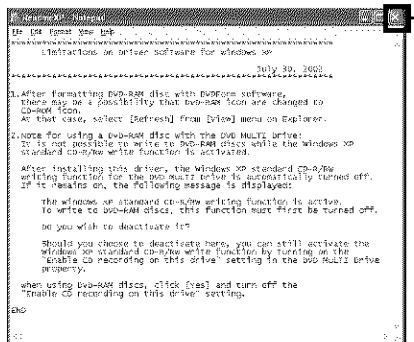 ReadmeXP - Notepad
File Edit Format View Help
Limitations on Driver Software for Windows XP
July 30, 2002
1.After formatting DVD-RAM disc with DVDForm software,
there may be a possibility that DVD-RAM icon are changed to
CD-ROM icon.
At that case, select [Refresh] from [View] menu on Explorer.
2.Note for using a DVD-RAM disc with the DVD MULTI Drive:
It is not possible to write to DVD-RAM discs while the Windows XP
standard CD-R/RW write function is activated.
After installing this driver, the Windows XP standard CD-R/RW
writing function for the DVD MULTI Drive is automatically turned off.
If it remains on, the following message is displayed:
The Windows XP standard CD-R/RW writing function is active.
To write to DVD-RAM discs, this function must first be turned off.
Do you wish to deactivate it?
Should you choose to deactivate here, you can still activate the
Windows XP standard CD-R/RW write function by turning on the
"Enable CD recording on this drive" setting in the DVD MULTI Drive
property.
When using DVD-RAM discs, click [Yes] and turn off the
"Enable CD recording on this drive" setting.
END